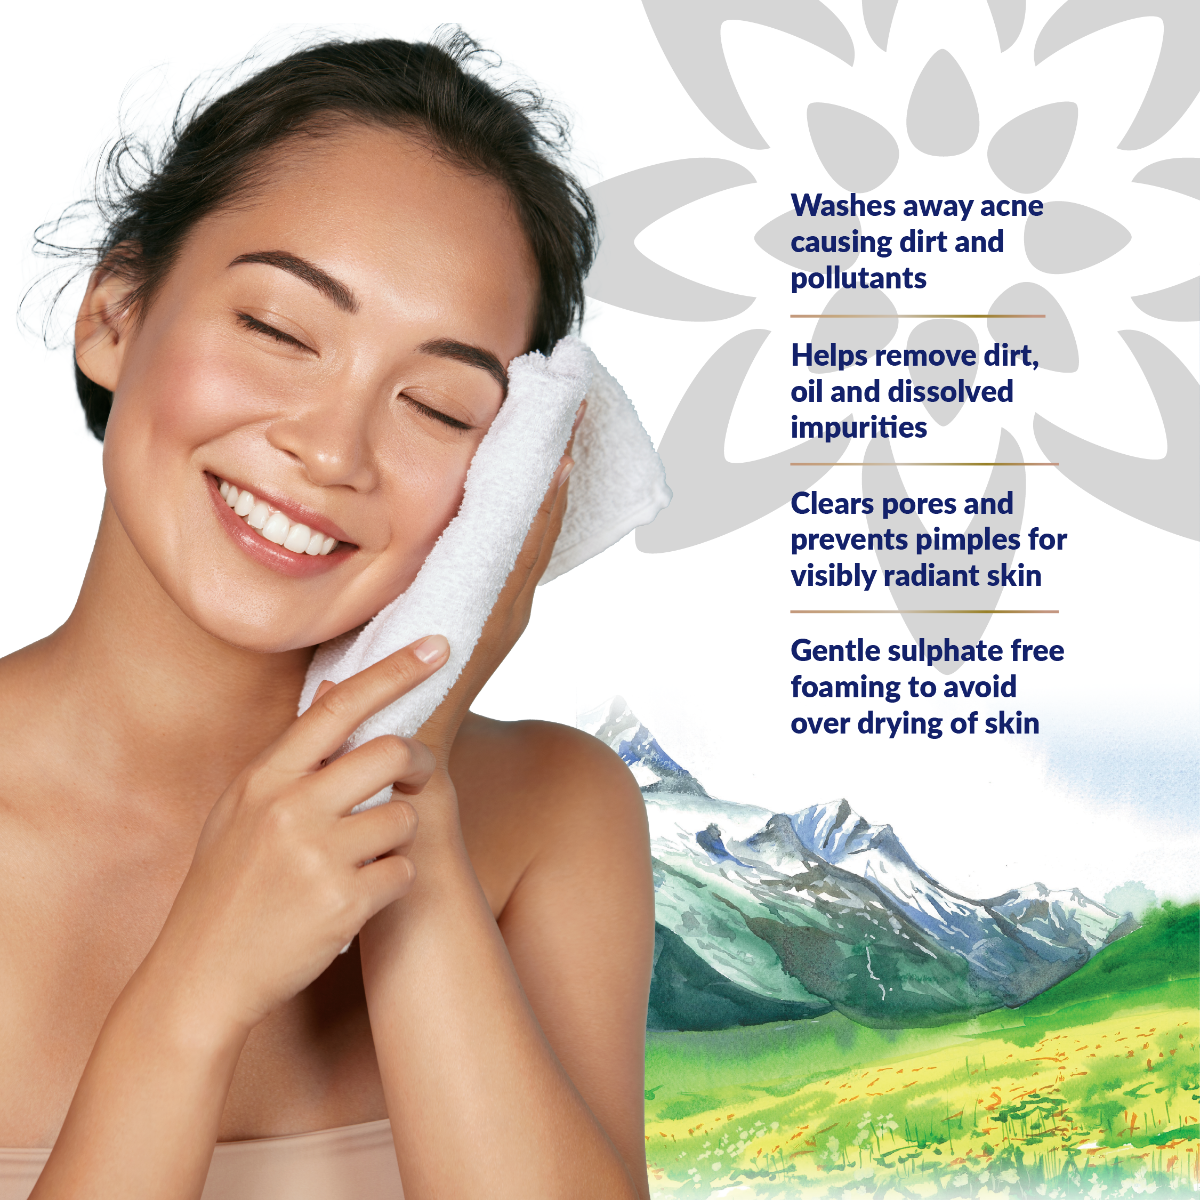 Washes away acne
causing dirt and
pollutants
Helps remove dirt,
oil and dissolved
impurities
Clears pores and
prevents pimples for
visibly radiant skin
Gentle sulphate free
foaming to avoid
over drying of skin